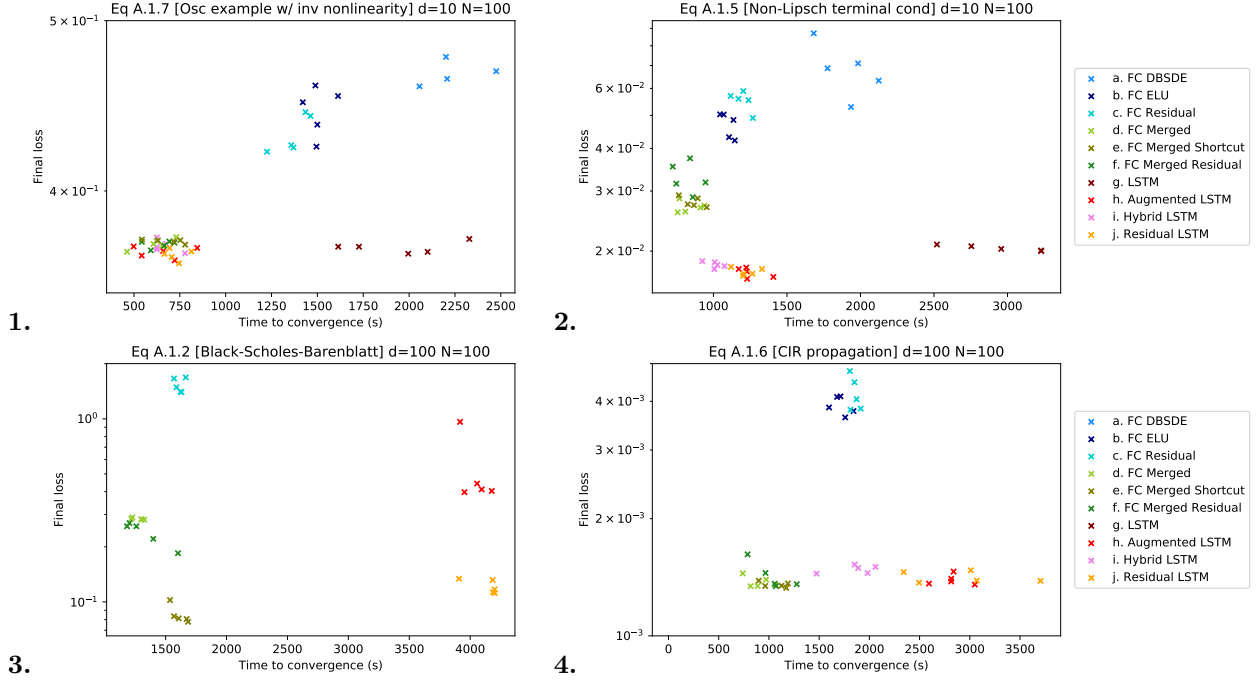 Eq A.1.7 [Osc example w/ inv nonlinearity] d=10 N=100
5 × 10⁻¹
4 × 10⁻¹
Final loss
500 750 1000 1250 1500 1750 2000 2250 2500
Time to convergence (s)
1.
Eq A.1.5 [Non-Lipsch terminal cond] d=10 N=100
6 × 10⁻²
4 × 10⁻²
3 × 10⁻²
2 × 10⁻²
Final loss
1000 1500 2000 2500 3000
Time to convergence (s)
2.
a. FC DBSDE
b. FC ELU
c. FC Residual
d. FC Merged
e. FC Merged Shortcut
f. FC Merged Residual
g. LSTM
h. Augmented LSTM
i. Hybrid LSTM
j. Residual LSTM
Eq A.1.2 [Black-Scholes-Barenblatt] d=100 N=100
10⁰
10⁻¹
Final loss
1500 2000 2500 3000 3500 4000
Time to convergence (s)
3.
Eq A.1.6 [CIR propagation] d=100 N=100
4 × 10⁻³
3 × 10⁻³
2 × 10⁻³
10⁻³
Final loss
0 500 1000 1500 2000 2500 3000 3500
Time to convergence (s)
4.
a. FC DBSDE
b. FC ELU
c. FC Residual
d. FC Merged
e. FC Merged Shortcut
f. FC Merged Residual
g. LSTM
h. Augmented LSTM
i. Hybrid LSTM
j. Residual LSTM